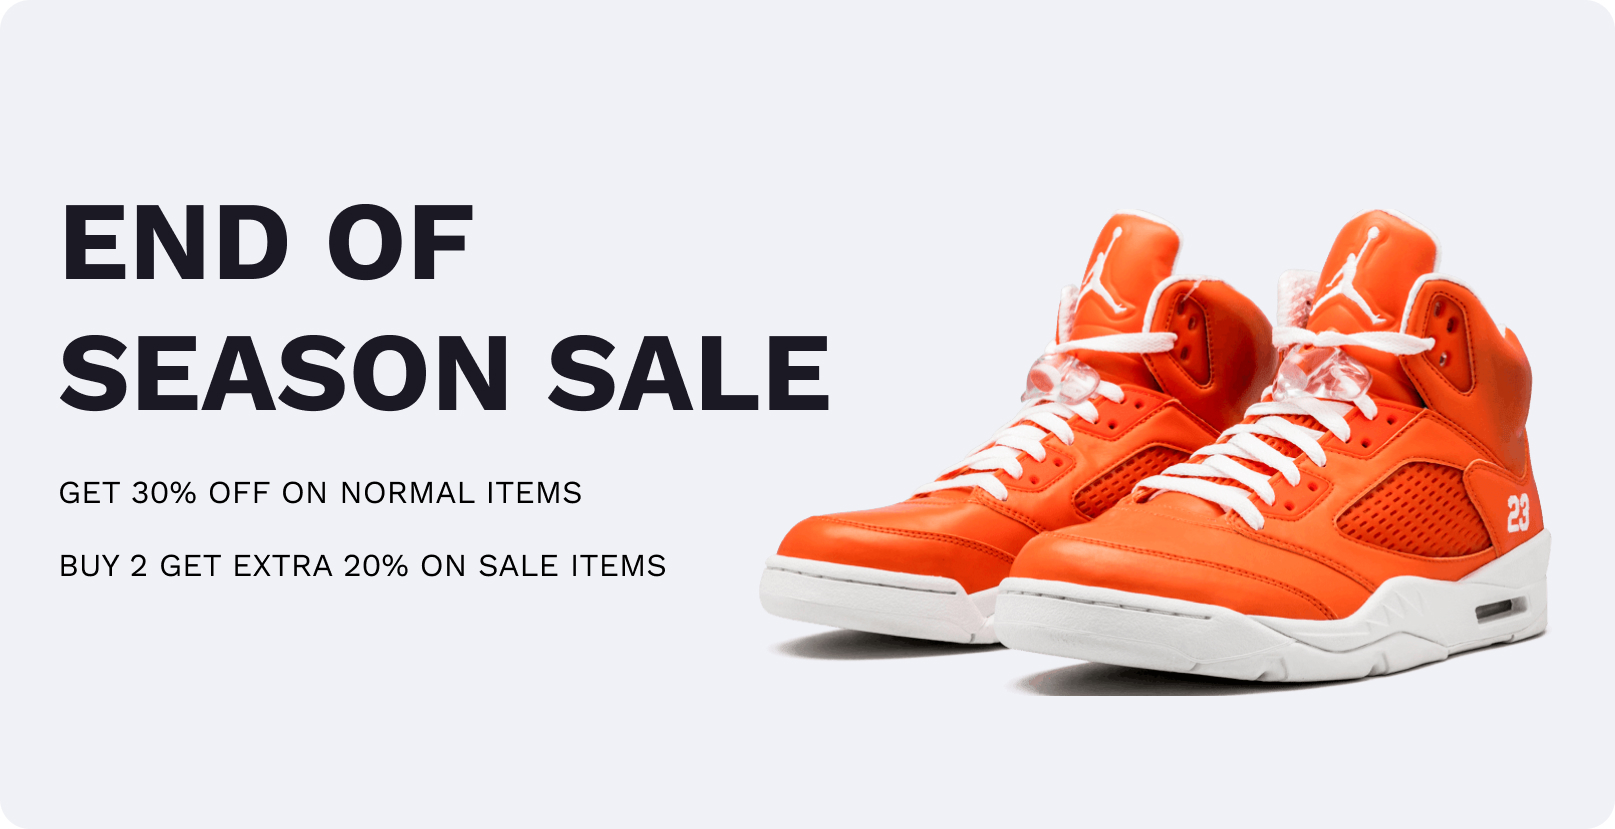 END OF
SEASON SALE
GET 30% OFF ON NORMAL ITEMS
BUY 2 GET EXTRA 20% ON SALE ITEMS
23